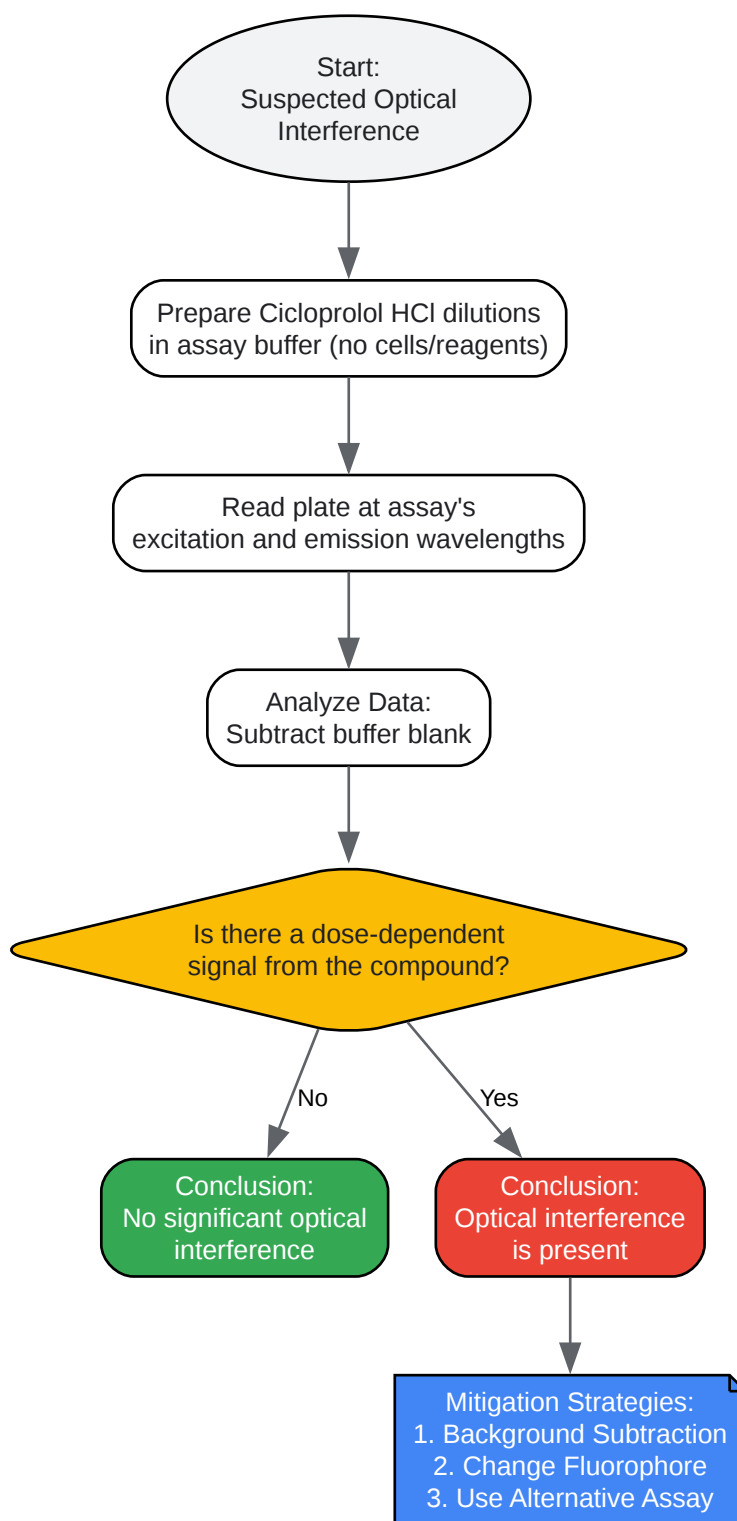 Start:
Suspected Optical
Interference
Prepare Cicloprolol HCl dilutions
in assay buffer (no cells/reagents)
Read plate at assay's
excitation and emission wavelengths
Analyze Data:
Subtract buffer blank
Is there a dose-dependent
signal from the compound?
No
Yes
Conclusion:
No significant optical
interference
Conclusion:
Optical interference
is present
Mitigation Strategies:
1. Background Subtraction
2. Change Fluorophore
3. Use Alternative Assay